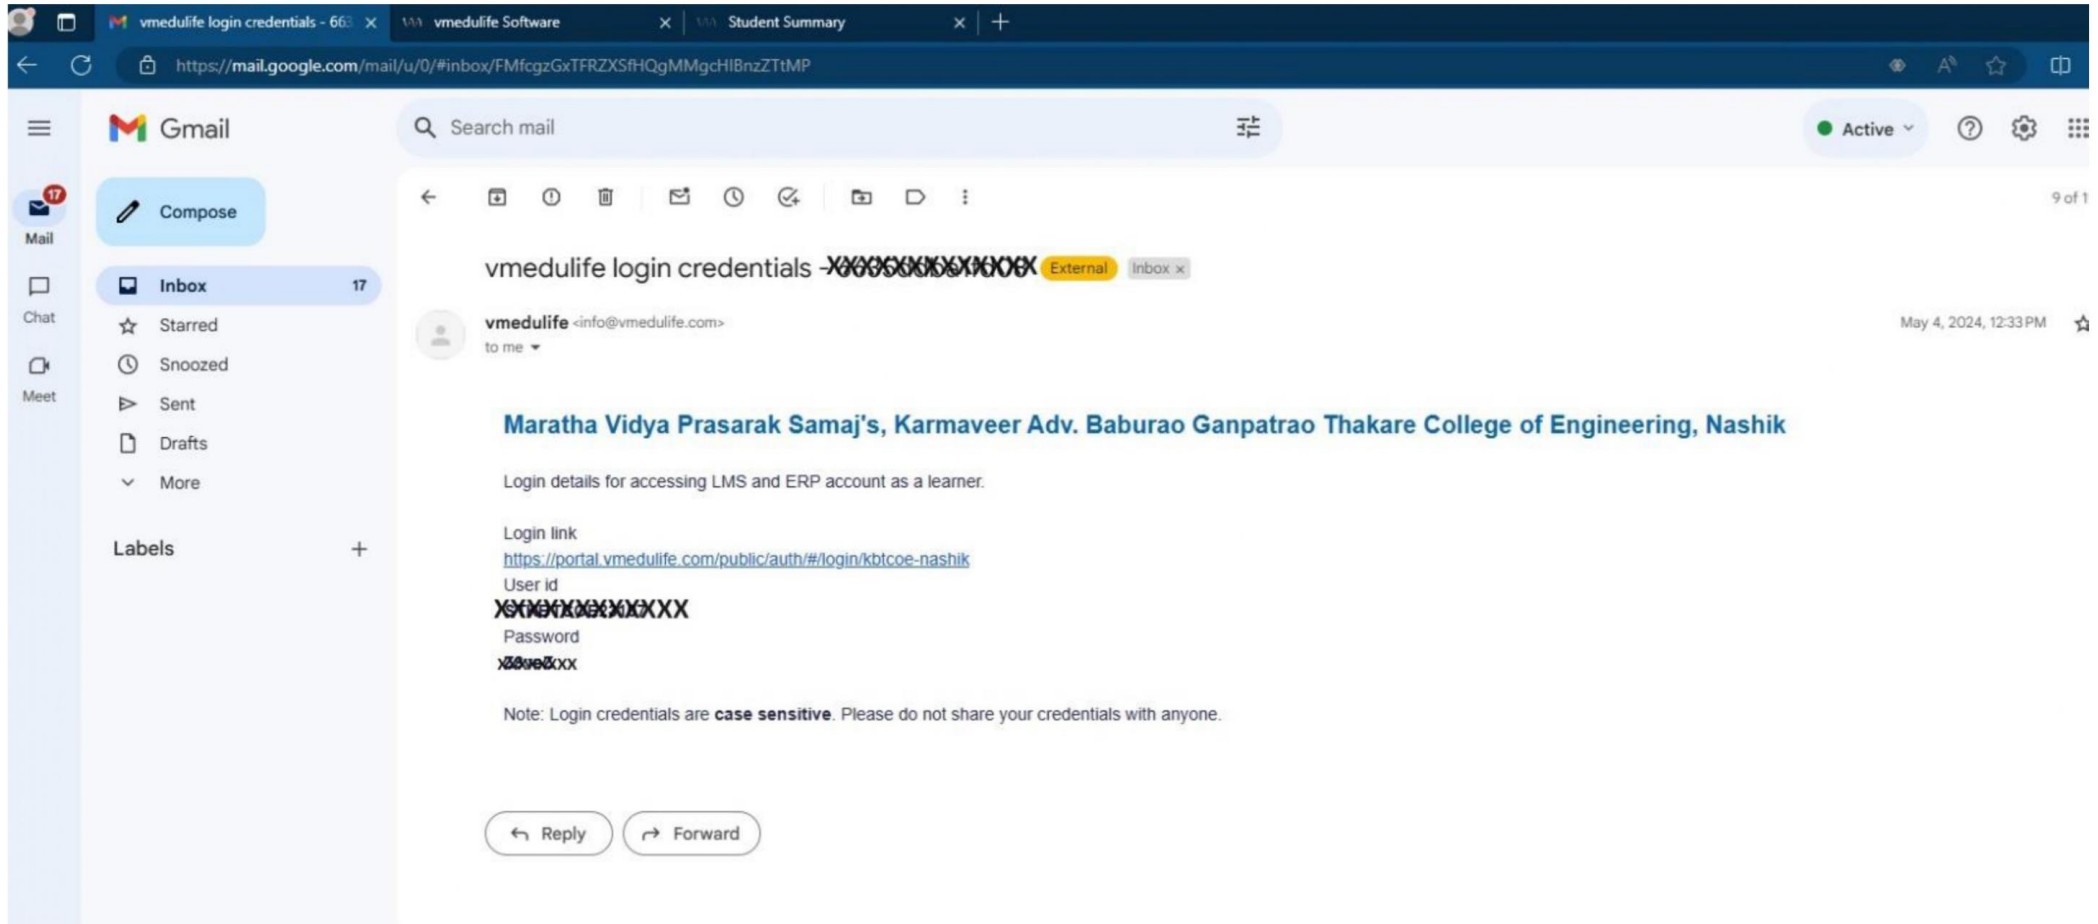 vmedulife login credentials - 663
vmedulife Software
Student Summary
https://mail.google.com/mail/u/0/#inbox/FMfcgzGxTFRZXSfHQgMMgcHIBnzZTtMP
Gmail
Search mail
Active
17
Mail
Chat
Meet
Compose
Inbox 17
Starred
Snoozed
Sent
Drafts
More
Labels
9 of 1
vmedulife login credentials - External Inbox x
vmedulife <info@vmedulife.com>
May 4, 2024, 12:33 PM
to me
Maratha Vidya Prasarak Samaj's, Karmaveer Adv. Baburao Ganpatrao Thakare College of Engineering, Nashik
Login details for accessing LMS and ERP account as a learner.
Login link
https://portal.vmedulife.com/public/auth/#/login/kbtcoe-nashik
User id
Password
Note: Login credentials are case sensitive. Please do not share your credentials with anyone.
Reply
Forward